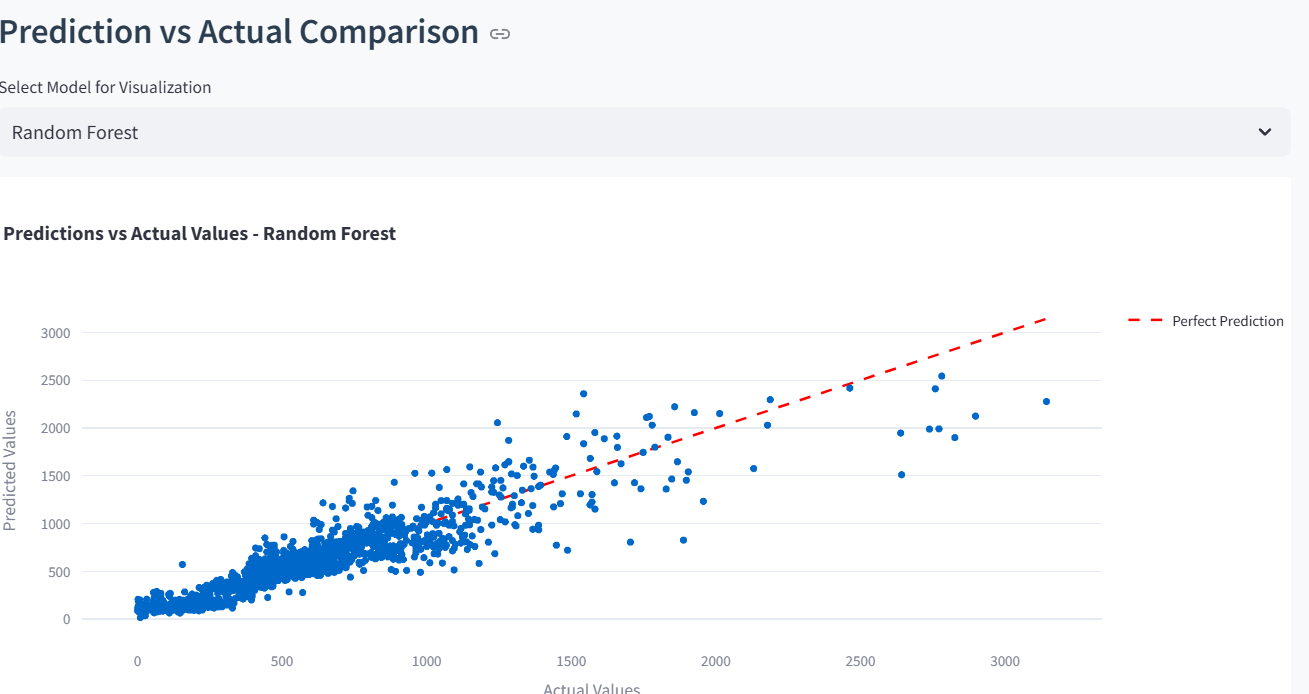 Prediction vs Actual Comparison
Select Model for Visualization
Random Forest
Predictions vs Actual Values - Random Forest
Perfect Prediction
3000
2500
2000
1500
1000
500
0
Predicted Values
0 500 1000 1500 2000 2500 3000
Actual Values